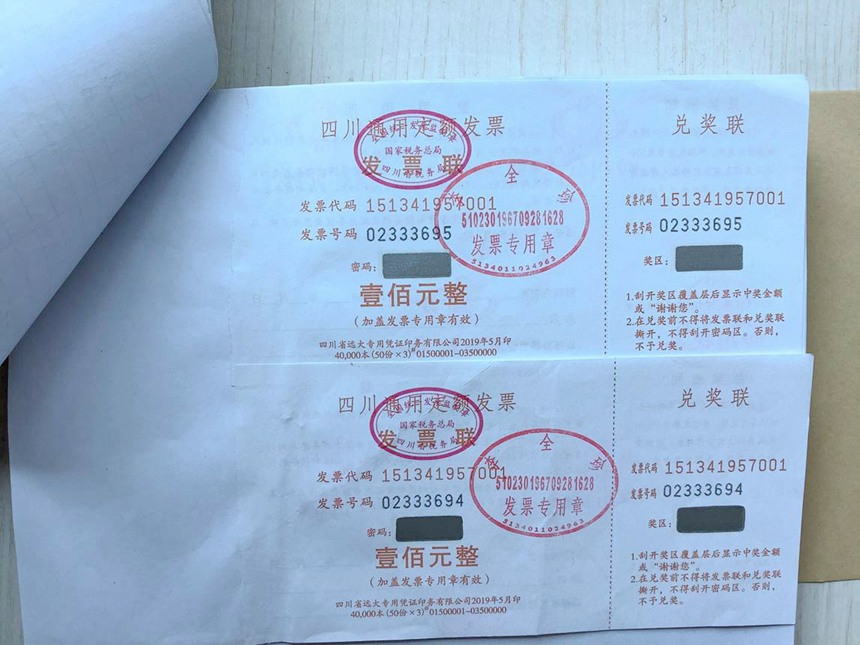 四川通用定额发票
国家税务总局
发票联
四川省税务局
发票代码 151341957001
发票号码 02333695
密码:
壹佰元整
(加盖发票专用章有效)
四川省远大专用凭证印务有限公司2019年5月印
40,000本(50份×3)#01500001-03500000
全
510230196709281628
发票专用章
5134011024963
兑奖联
发票代码 151341957001
发票号码 02333695
奖区:
1.刮开奖区覆盖层后显示中奖金额
或“谢谢您”。
2.在兑奖前不得将发票联和兑奖联
撕开,不得刮开密码区。否则,
不予兑奖。
四川通用定额发票
国家税务总局
发票联
四川省税务局
发票代码 151341957001
发票号码 02333694
密码:
壹佰元整
(加盖发票专用章有效)
四川省远大专用凭证印务有限公司2019年5月印
40,000本(50份×3)#01500001-03500000
全
510230196709281628
发票专用章
5134011024963
兑奖联
发票代码 151341957001
发票号码 02333694
奖区:
1.刮开奖区覆盖层后显示中奖金额
或“谢谢您”。
2.在兑奖前不得将发票联和兑奖联
撕开,不得刮开密码区。否则,
不予兑奖。